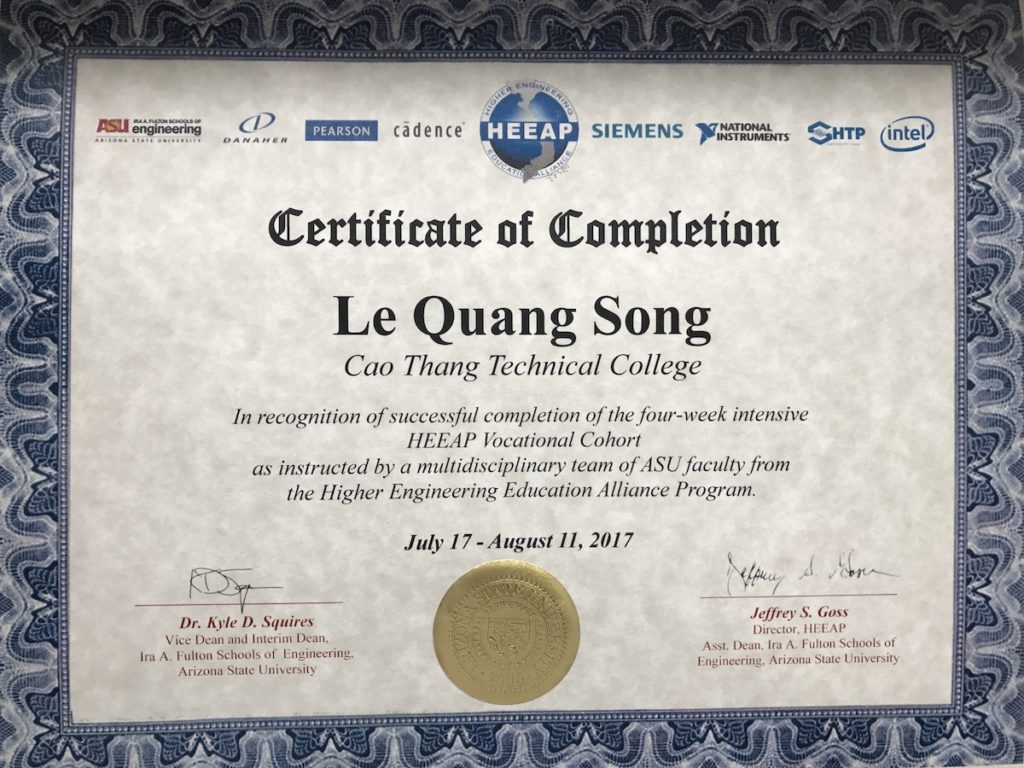 ASU IRA A. FULTON SCHOOLS OF engineering
ARIZONA STATE UNIVERSITY
DANAHER
PEARSON
cādence
HIGHER ENGINEERING
HEEAP
EDUCATION ALLIANCE
SIEMENS
NATIONAL INSTRUMENTS
SHTP
intel
Certificate of Completion
Le Quang Song
Cao Thang Technical College
In recognition of successful completion of the four-week intensive
HEEAP Vocational Cohort
as instructed by a multidisciplinary team of ASU faculty from
the Higher Engineering Education Alliance Program.
July 17 - August 11, 2017
Dr. Kyle D. Squires
Vice Dean and Interim Dean,
Ira A. Fulton Schools of Engineering,
Arizona State University
Jeffrey S. Goss
Director, HEEAP
Asst. Dean, Ira A. Fulton Schools of
Engineering, Arizona State University
ARIZONA STATE UNIVERSITY